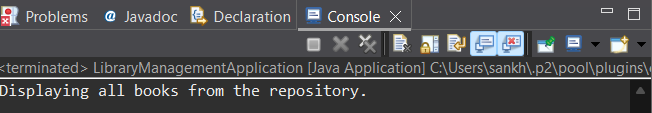 Problems Javadoc Declaration Console
<terminated> LibraryManagementApplication [Java Application] C:\Users\sankh\.p2\pool\plugins\
Displaying all books from the repository.